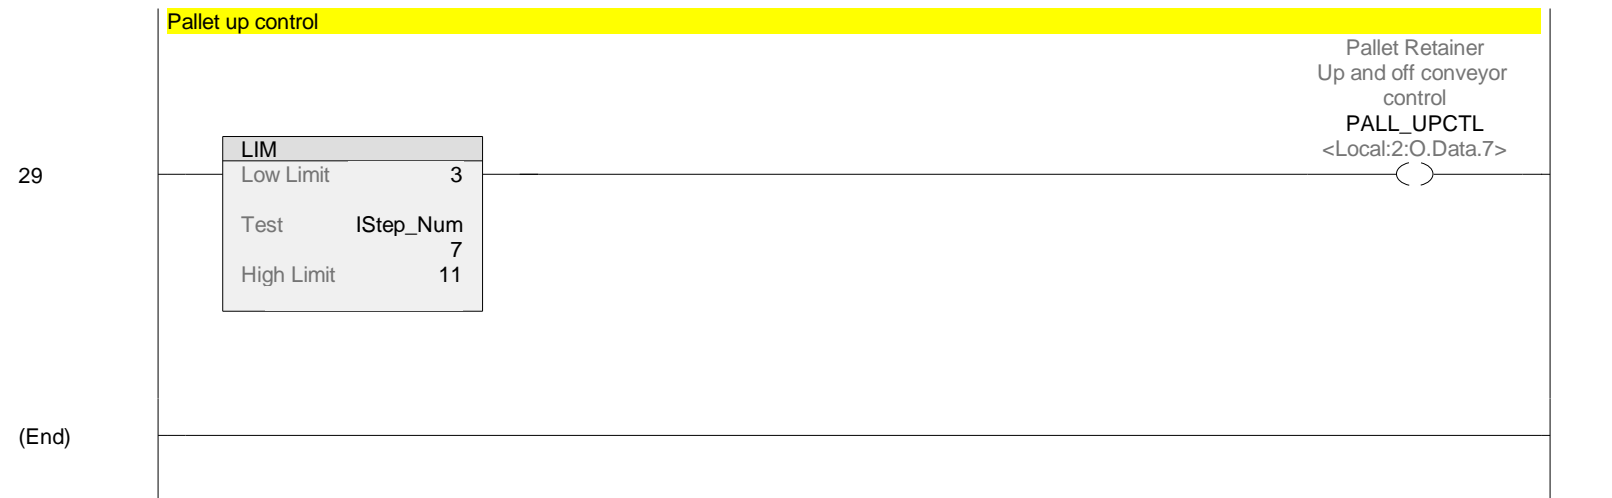 Pallet up control
Pallet Retainer
Up and off conveyor
control
PALL_UPCTL
<Local:2:O.Data.7>
29
LIM
Low Limit 3
Test IStep_Num
7
High Limit 11
(End)